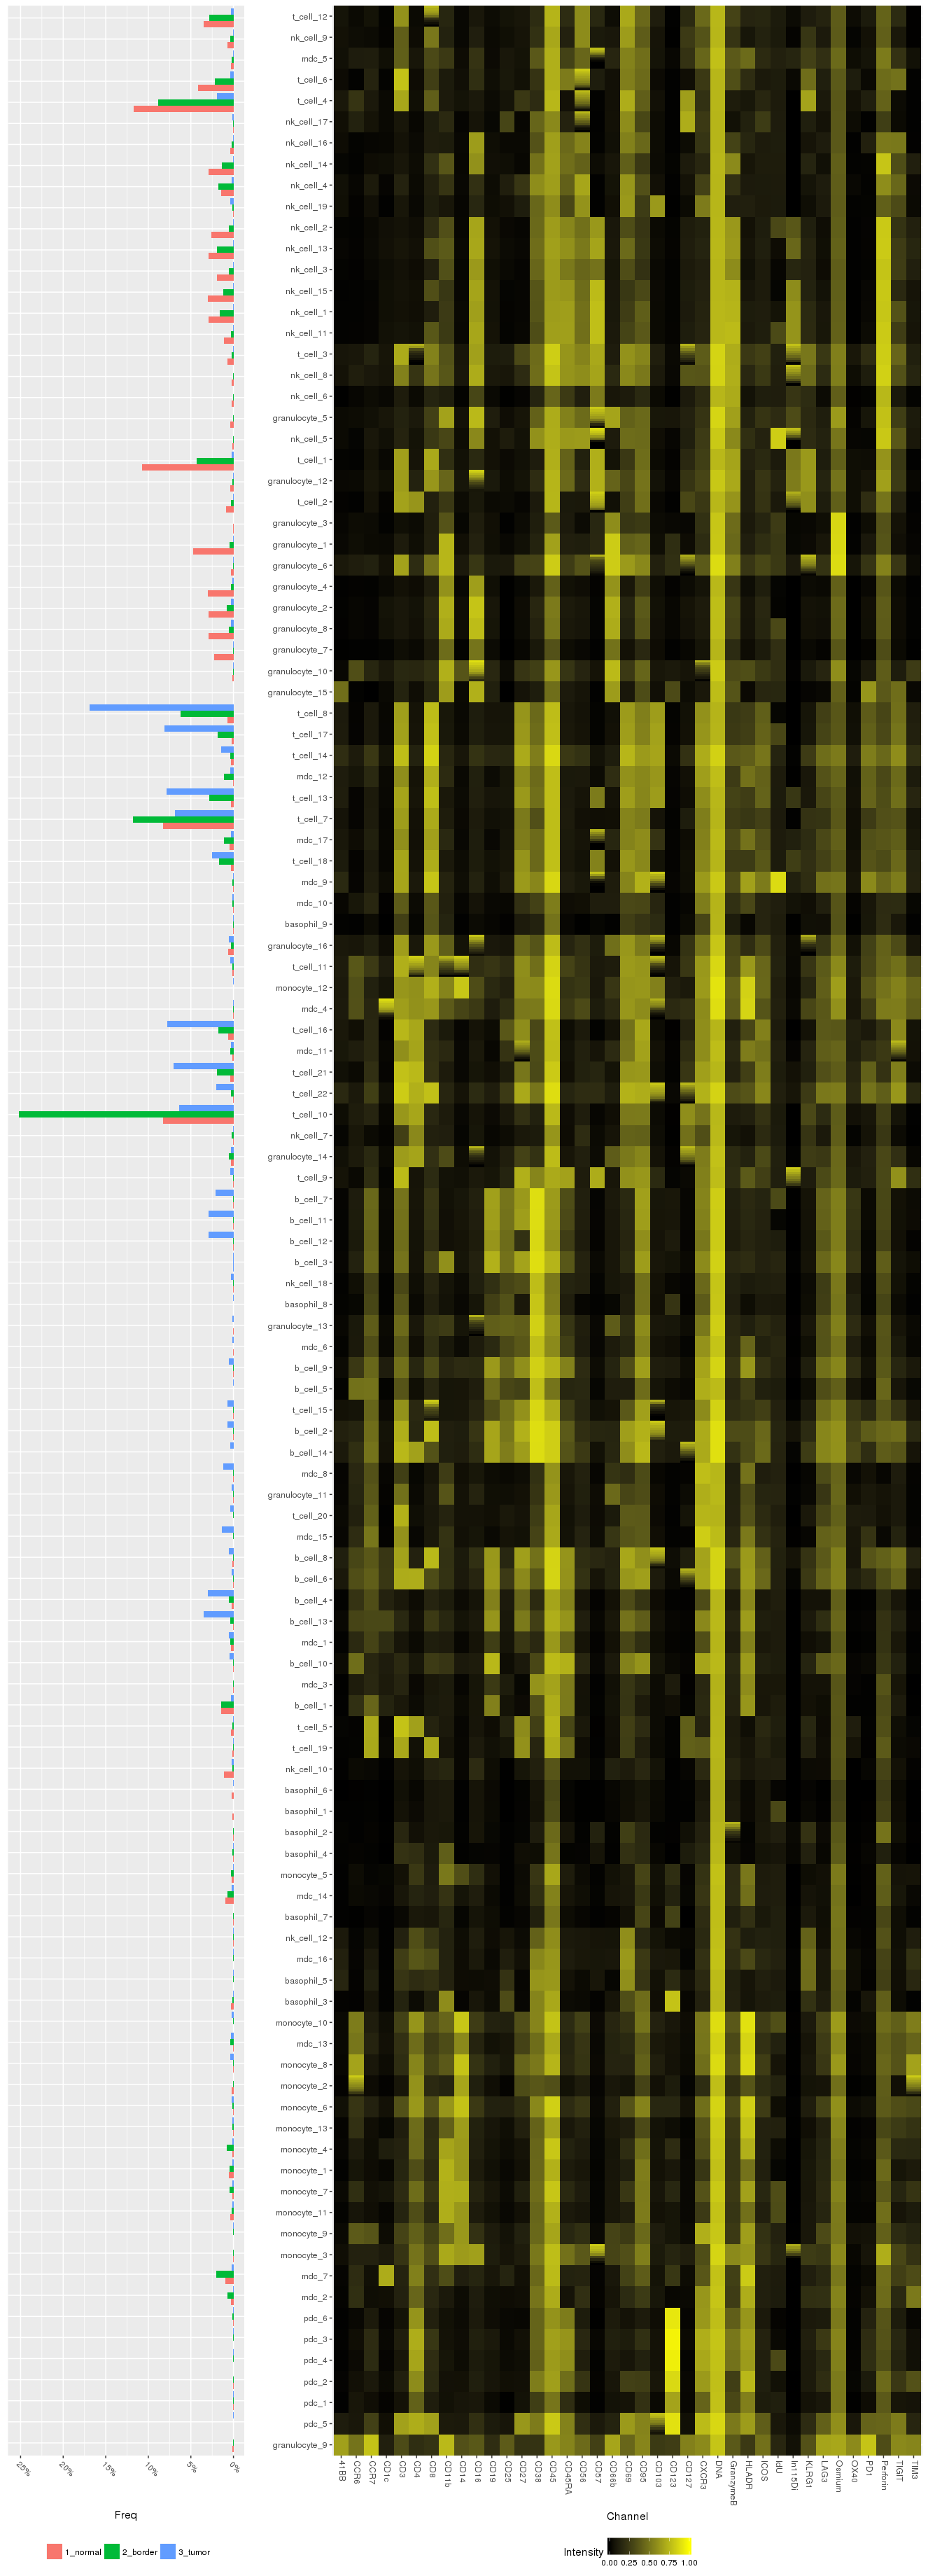 t_cell_12
nk_cell_9
mdc_5
t_cell_6
t_cell_4
nk_cell_17
nk_cell_16
nk_cell_14
nk_cell_4
nk_cell_19
nk_cell_2
nk_cell_13
nk_cell_3
nk_cell_15
nk_cell_1
nk_cell_11
t_cell_3
nk_cell_8
nk_cell_6
granulocyte_5
nk_cell_5
t_cell_1
granulocyte_12
t_cell_2
granulocyte_3
granulocyte_1
granulocyte_6
granulocyte_4
granulocyte_2
granulocyte_8
granulocyte_7
granulocyte_10
granulocyte_15
t_cell_8
t_cell_17
t_cell_14
mdc_12
t_cell_13
t_cell_7
mdc_17
t_cell_18
mdc_9
mdc_10
basophil_9
granulocyte_16
t_cell_11
monocyte_12
mdc_4
t_cell_16
mdc_11
t_cell_21
t_cell_22
t_cell_10
nk_cell_7
granulocyte_14
t_cell_9
b_cell_7
b_cell_11
b_cell_12
b_cell_3
nk_cell_18
basophil_8
granulocyte_13
mdc_6
b_cell_9
b_cell_5
t_cell_15
b_cell_2
b_cell_14
mdc_8
granulocyte_11
t_cell_20
mdc_15
b_cell_8
b_cell_6
b_cell_4
b_cell_13
mdc_1
b_cell_10
mdc_3
b_cell_1
t_cell_5
t_cell_19
nk_cell_10
basophil_6
basophil_1
basophil_2
basophil_4
monocyte_5
mdc_14
basophil_7
nk_cell_12
mdc_16
basophil_5
basophil_3
monocyte_10
mdc_13
monocyte_8
monocyte_2
monocyte_6
monocyte_13
monocyte_4
monocyte_1
monocyte_7
monocyte_11
monocyte_9
monocyte_3
mdc_7
mdc_2
pdc_6
pdc_3
pdc_4
pdc_2
pdc_1
pdc_5
granulocyte_9
25% 20% 15% 10% 5% 0%
Freq
1_normal 2_border 3_tumor
41BB
CCR6
CCR7
CD1c
CD3
CD4
CD8
CD11b
CD14
CD16
CD19
CD25
CD27
CD38
CD45
CD45RA
CD56
CD57
CD66b
CD69
CD95
CD103
CD123
CD127
CXCR3
DNA
GranzymeB
HLADR
ICOS
IdU
In115Di
KLRG1
LAG3
Osmium
OX40
PD1
Perforin
TIGIT
TIM3
Channel
Intensity
0.00 0.25 0.50 0.75 1.00